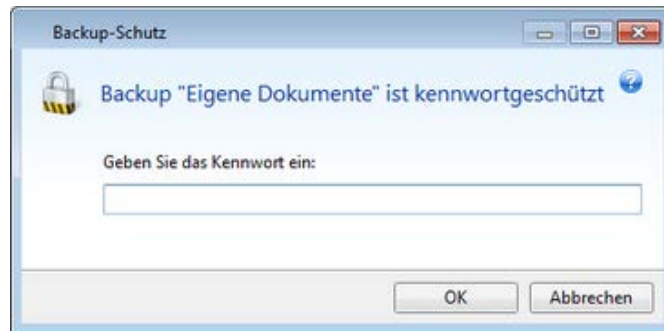 Backup-Schutz
Backup "Eigene Dokumente" ist kennwortgeschützt
Geben Sie das Kennwort ein:
OK
Abbrechen